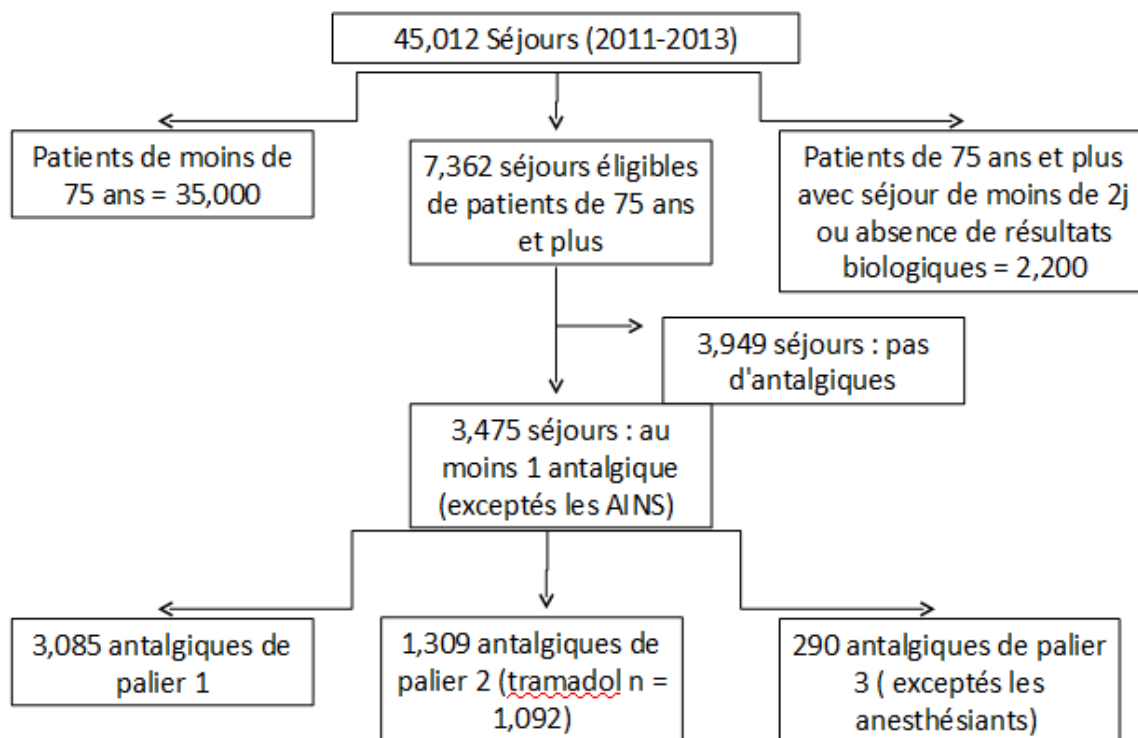 45,012 Séjours (2011-2013)
Patients de moins de
75 ans = 35,000
7,362 séjours éligibles
de patients de 75 ans
et plus
Patients de 75 ans et plus
avec séjour de moins de 2j
ou absence de résultats
biologiques = 2,200
3,949 séjours : pas
d'antalgiques
3,475 séjours : au
moins 1 antalgique
(exceptés les AINS)
3,085 antalgiques de
palier 1
1,309 antalgiques de
palier 2 (tramadol n =
1,092)
290 antalgiques de palier
3 ( exceptés les
anesthésiants)